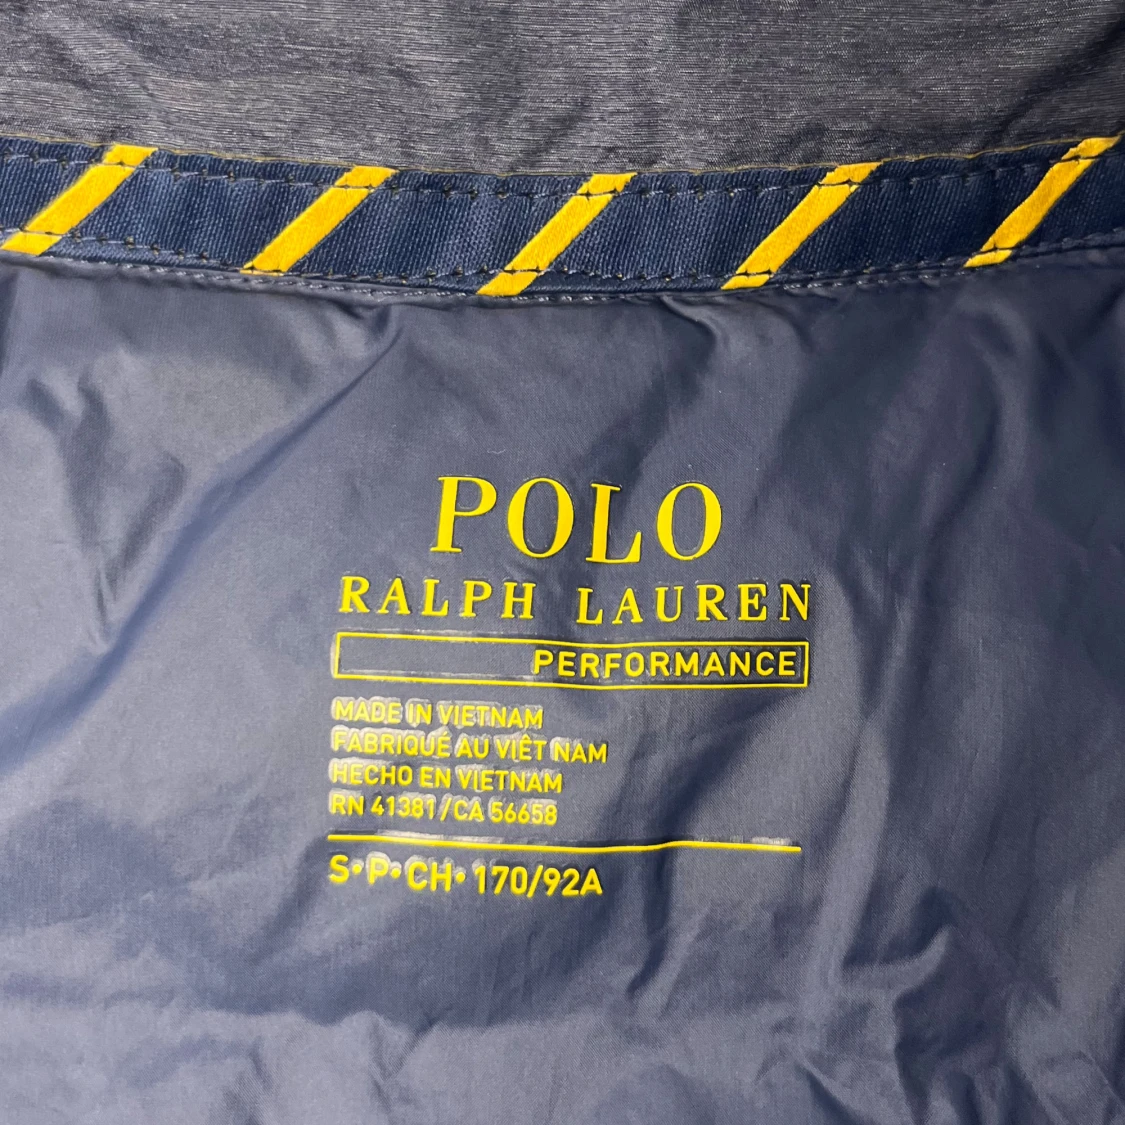 POLO
RALPH LAUREN
PERFORMANCE
MADE IN VIETNAM
FABRIQUÉ AU VIÊT NAM
HECHO EN VIETNAM
RN 41381/CA 56658
S•P•CH•170/92A